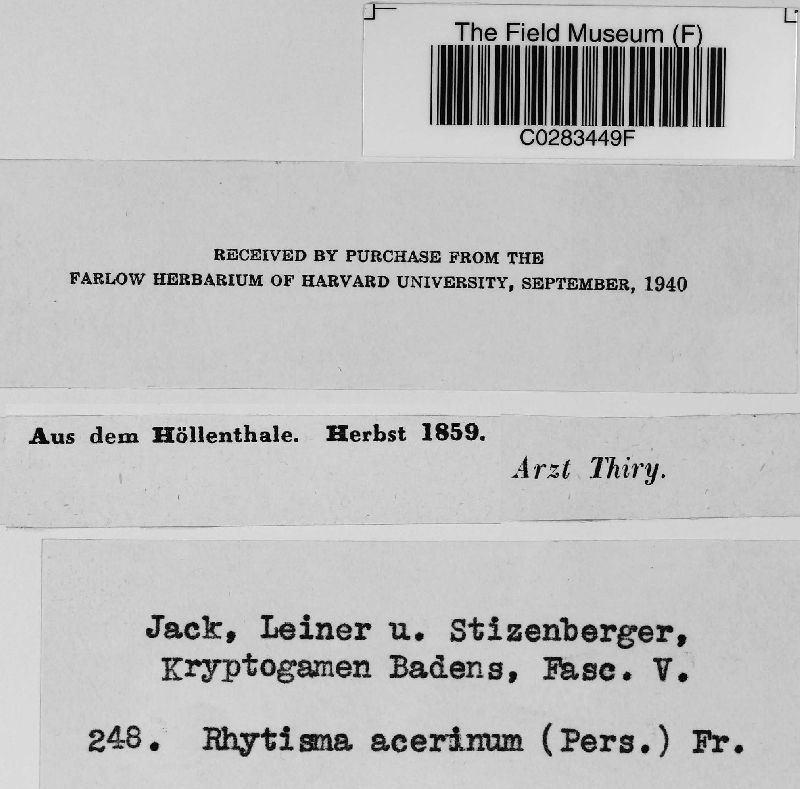 The Field Museum (F)
C0283449F
RECEIVED BY PURCHASE FROM THE
FARLOW HERBARIUM OF HARVARD UNIVERSITY, SEPTEMBER, 1940
Aus dem Höllenthale. Herbst 1859.
Arzt Thiry.
Jack, Leiner u. Stizenberger,
Kryptogamen Badens, Fasc. V.
248. Rhytisma acerinum (Pers.) Fr.